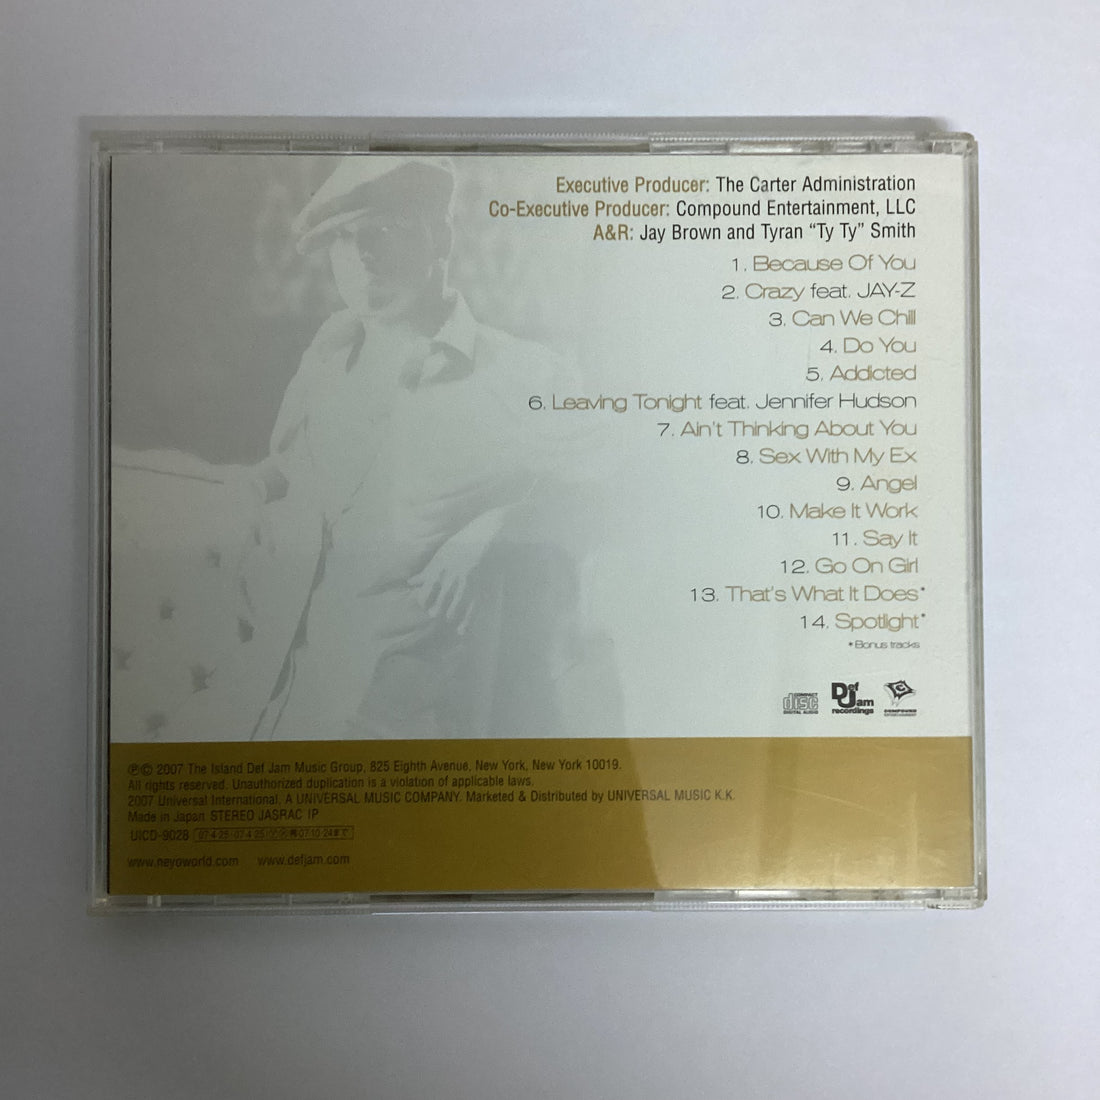 Executive Producer: The Carter Administration
Co-Executive Producer: Compound Entertainment, LLC
A&R: Jay Brown and Tyran “Ty Ty” Smith
1. Because Of You
2. Crazy feat. JAY-Z
3. Can We Chill
4. Do You
5. Addicted
6. Leaving Tonight feat. Jennifer Hudson
7. Ain't Thinking About You
8. Sex With My Ex
9. Angel
10. Make It Work
11. Say It
12. Go On Girl
13. That's What It Does*
14. Spotlight*
*Bonus tracks
COMPACT disc DIGITAL AUDIO
Def Jam recordings
COMPOUND ENTERTAINMENT
℗© 2007 The Island Def Jam Music Group, 825 Eighth Avenue, New York, New York 10019.
All rights reserved. Unauthorized duplication is a violation of applicable laws.
2007 Universal International, A UNIVERSAL MUSIC COMPANY. Marketed & Distributed by UNIVERSAL MUSIC K.K.
Made in Japan STEREO JASRAC IP
UICD-9028
www.neyoworld.com www.defjam.com